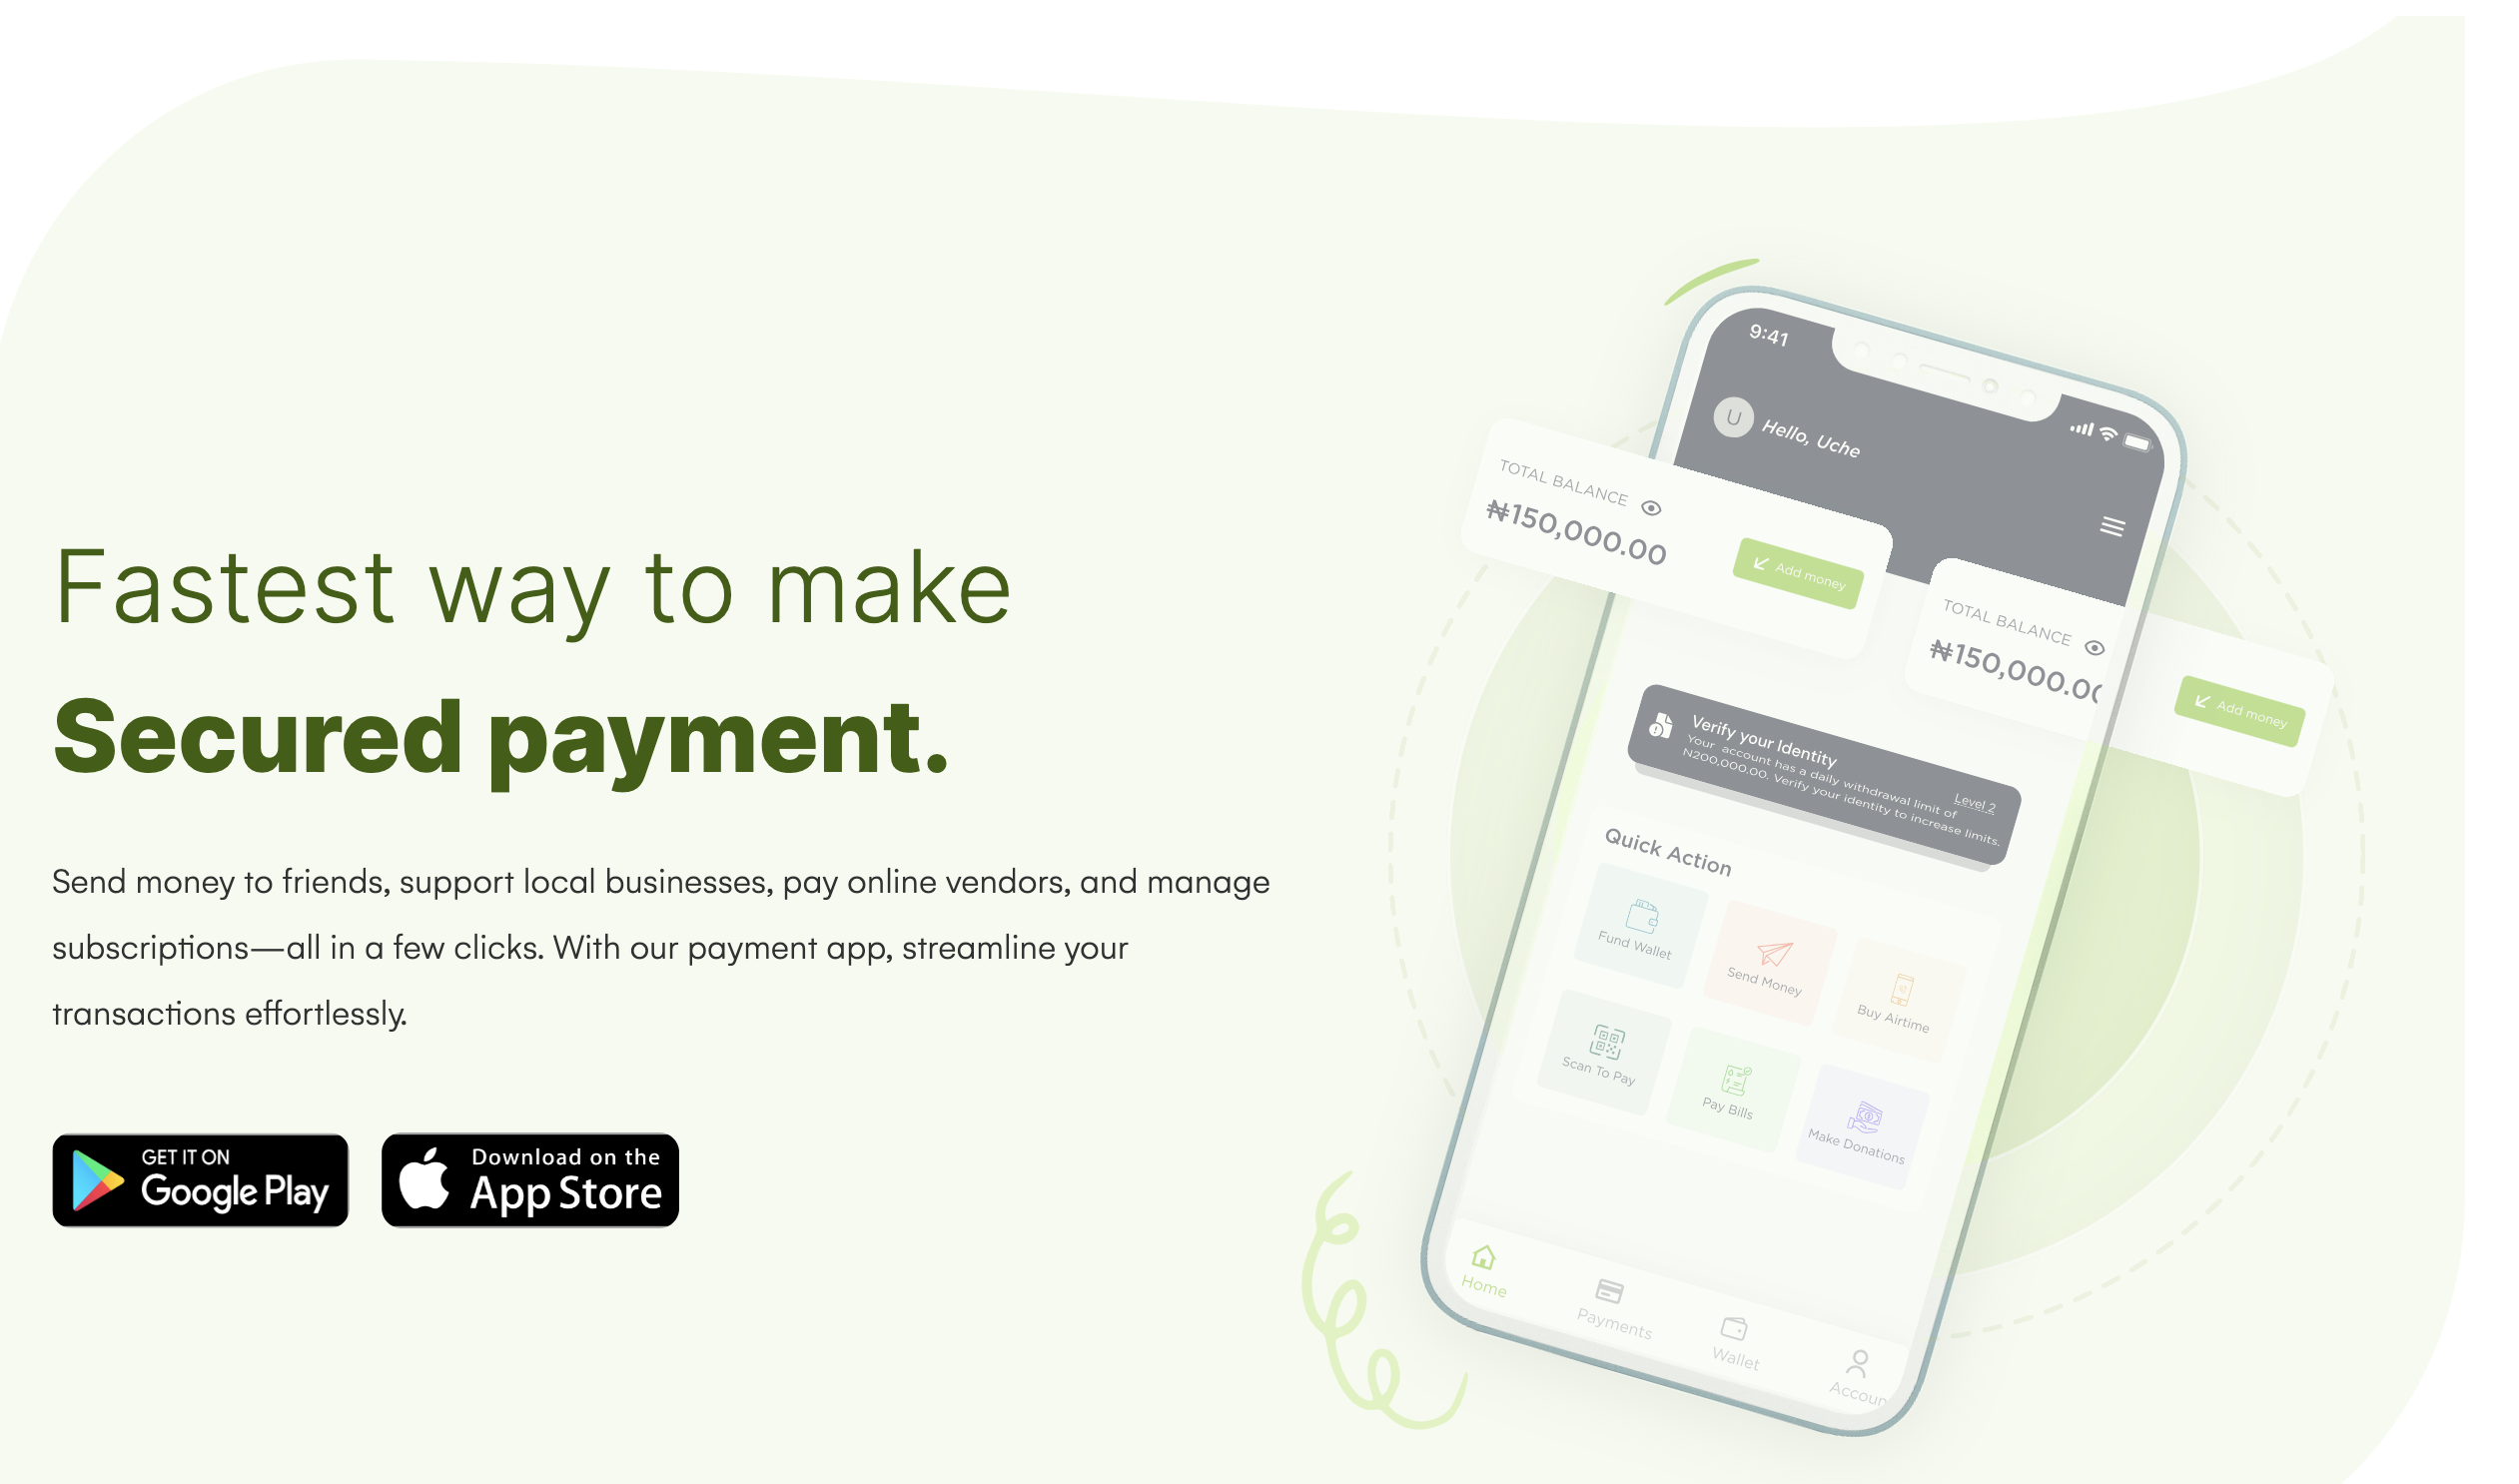 Fastest way to make
Secured payment.
Send money to friends, support local businesses, pay online vendors, and manage
subscriptions—all in a few clicks. With our payment app, streamline your
transactions effortlessly.
GET IT ON
Google Play
Download on the
App Store
9:41
U
Hello, Uche
TOTAL BALANCE
₦150,000.00
Add money
TOTAL BALANCE
₦150,000.00
Add money
Verify your Identity
Your account has a daily withdrawal limit of
N200,000.00. Verify your identity to increase limits.
Level 2
Quick Action
Fund Wallet
Send Money
Buy Airtime
Scan To Pay
Pay Bills
Make Donations
Home
Payments
Wallet
Accoun